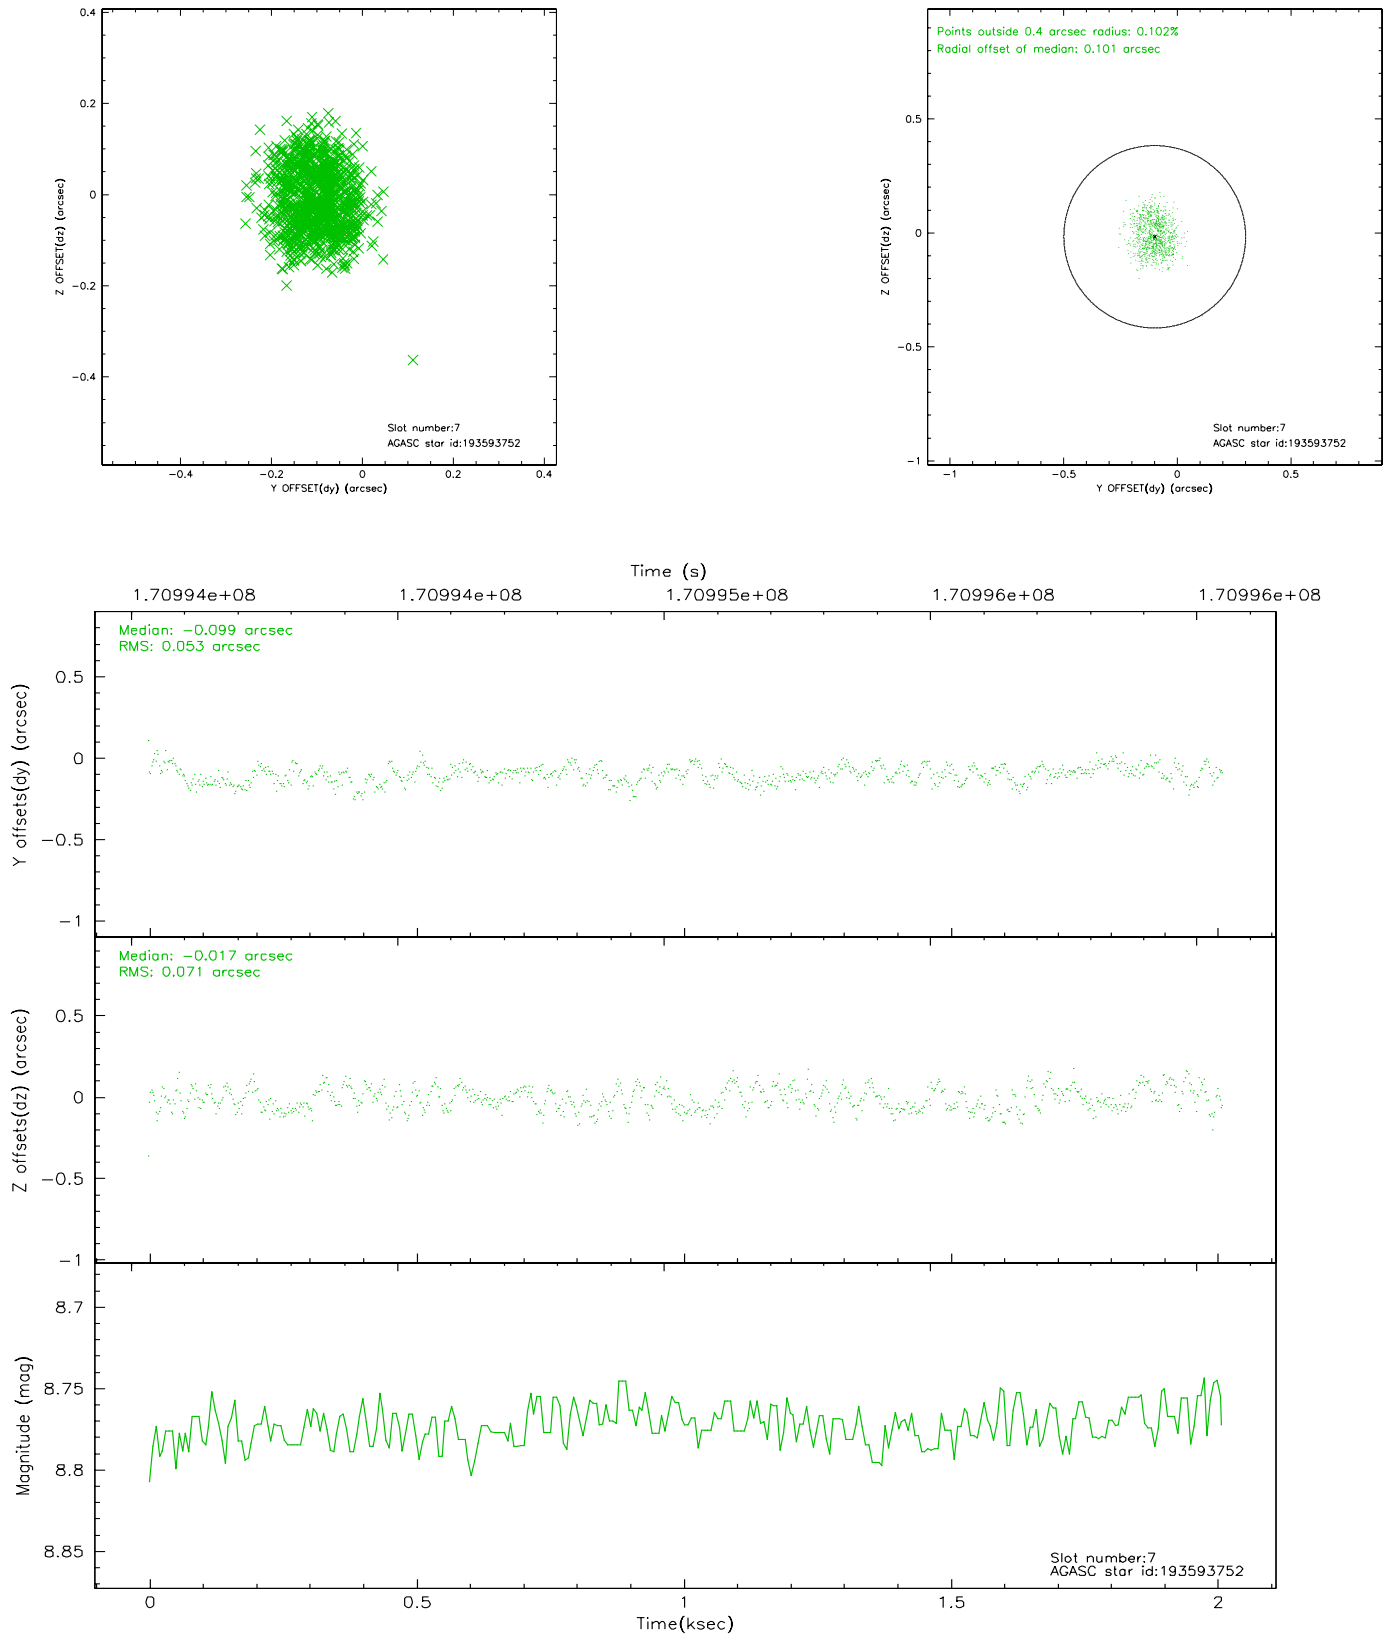 0.4
0.2
0
-0.2
-0.4
Z OFFSET(dz) (arcsec)
Slot number:7
AGASC star id:193593752
-0.4 -0.2 0 0.2 0.4
Y OFFSET(dy) (arcsec)
Points outside 0.4 arcsec radius: 0.102%
Radial offset of median: 0.101 arcsec
0.5
0
-0.5
-1
Z OFFSET(dz) (arcsec)
Slot number:7
AGASC star id:193593752
-1 -0.5 0 0.5
Y OFFSET(dy) (arcsec)
Time (s)
1.70994e+08 1.70994e+08 1.70995e+08 1.70996e+08 1.70996e+08
Median: -0.099 arcsec
RMS: 0.053 arcsec
0.5
0
-0.5
-1
Y offsets(dy) (arcsec)
Median: -0.017 arcsec
RMS: 0.071 arcsec
0.5
0
-0.5
-1
Z offsets(dz) (arcsec)
8.7
8.75
8.8
8.85
Magnitude (mag)
Slot number:7
AGASC star id:193593752
0 0.5 1 1.5 2
Time(ksec)